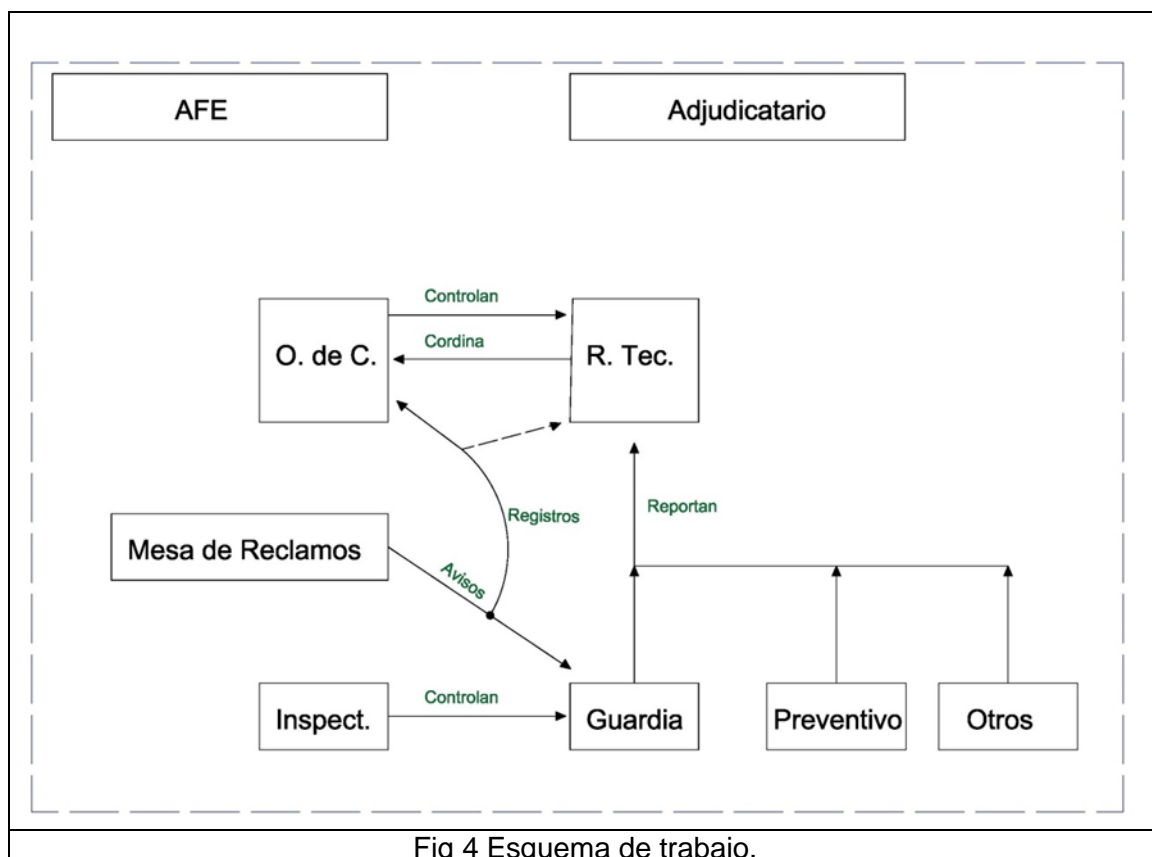 AFE
Adjudicatario
Controlan
O. de C.
Cordina
R. Tec.
Registros
Reportan
Mesa de Reclamos
Avisos
Controlan
Inspect.
Guardia
Preventivo
Otros
Fig 4 Esquema de trabajo.